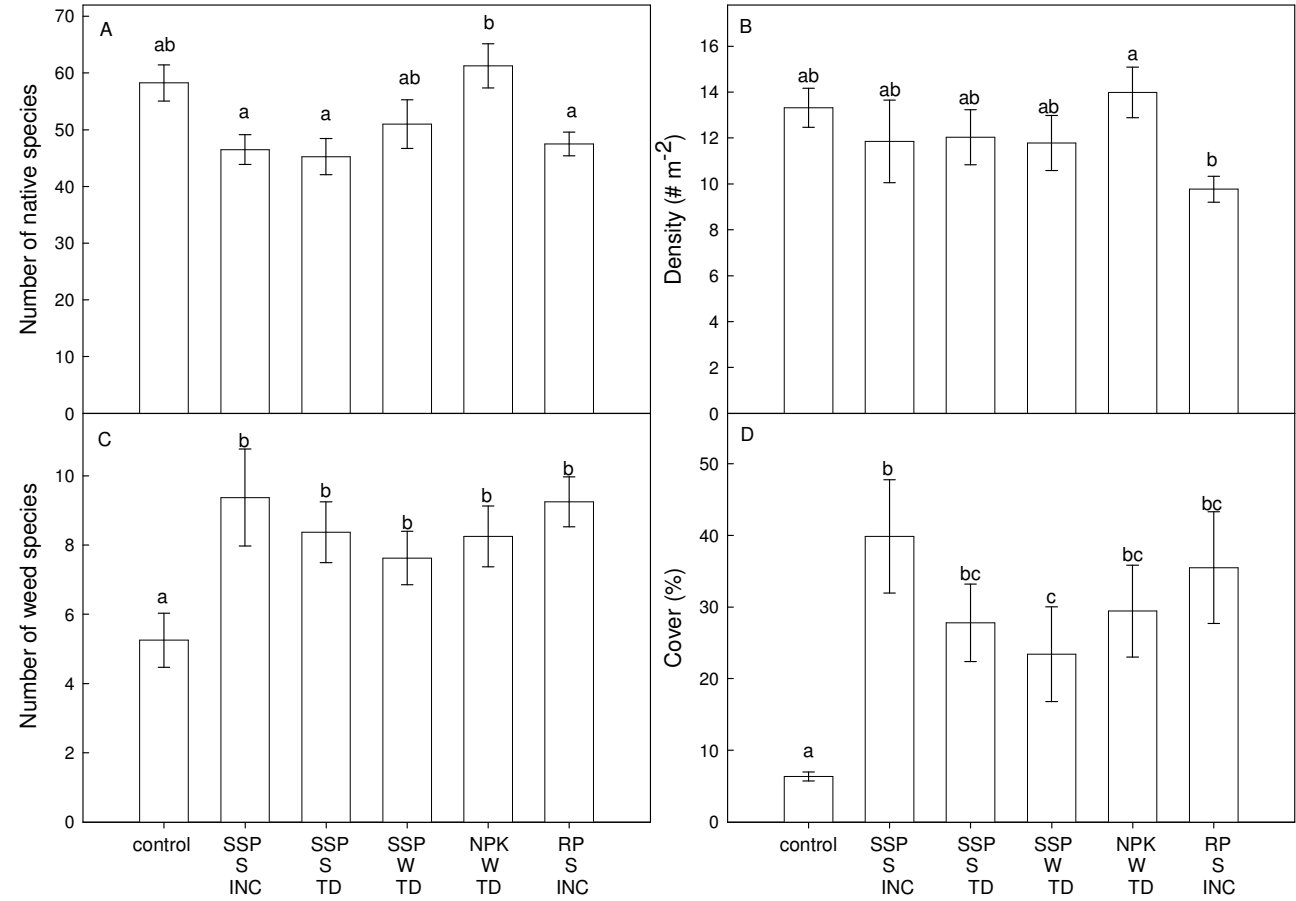 A
Number of native species
70
60
50
40
30
20
10
0
ab
a
a
ab
b
a
B
Density (# m-2)
16
14
12
10
8
6
4
2
0
ab
ab
ab
ab
a
b
C
Number of weed species
10
8
6
4
2
0
a
b
b
b
b
b
control
SSP
S
INC
SSP
S
TD
SSP
W
TD
NPK
W
TD
RP
S
INC
D
Cover (%)
50
40
30
20
10
0
a
b
bc
c
bc
bc
control
SSP
S
INC
SSP
S
TD
SSP
W
TD
NPK
W
TD
RP
S
INC